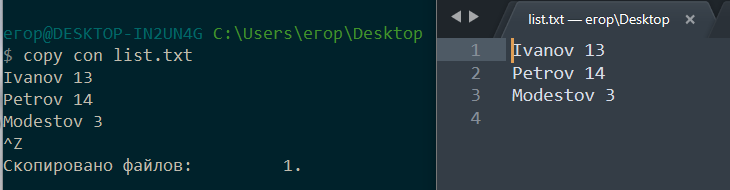 егор@DESKTOP-IN2UN4G C:\Users\егор\Desktop
$ copy con list.txt
Ivanov 13
Petrov 14
Modestov 3
^Z
Скопировано файлов:         1.
list.txt — егор\Desktop ×
1 Ivanov 13
2 Petrov 14
3 Modestov 3
4